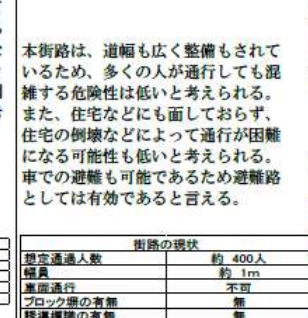 本街路は、道幅も広く整備もされて
いるため、多くの人が通行しても混
雑する危険性は低いと考えられる。
また、住宅などにも面しておらず、
住宅の倒壊などによって通行が困難
になる可能性も低いと考えられる。
車での避難も可能であるため避難路
としては有効であると言える。
街路の現状
想定通過人数 約 400人
幅員 約 1m
車両通行 不可
ブロック塀の有無 無
誘導標識の有無 無